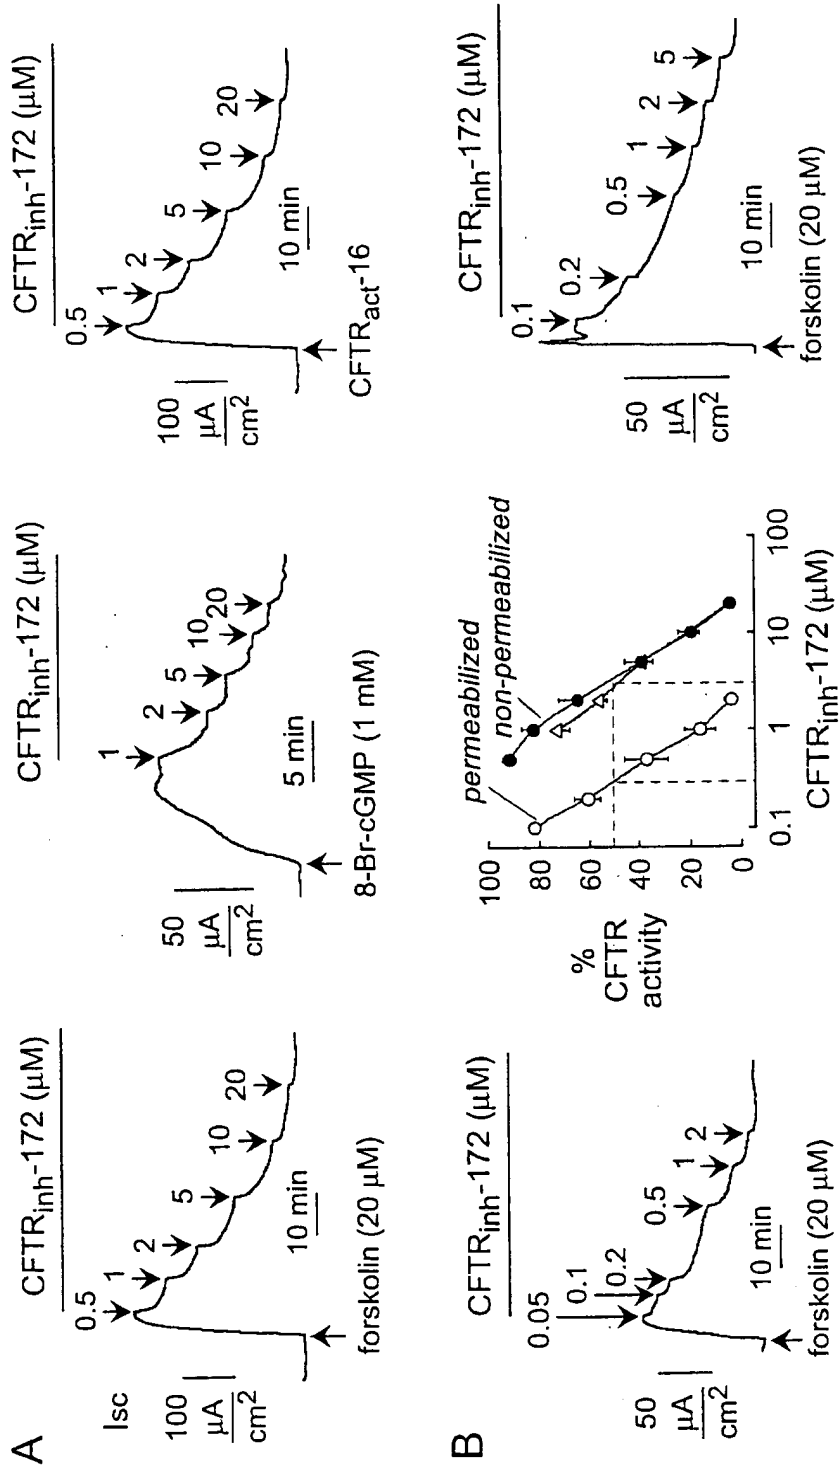 A
Isc
100
µA
cm2
CFTRinh-172 (µM)
0.5
1
2
5
10
20
10 min
forskolin (20 µM)
50
µA
cm2
CFTRinh-172 (µM)
1
2
5
10
20
5 min
8-Br-cGMP (1 mM)
100
µA
cm2
CFTRinh-172 (µM)
0.5
1
2
5
10
20
10 min
CFTRact-16
B
50
µA
cm2
CFTRinh-172 (µM)
0.05
0.1
0.2
0.5
1
2
10 min
forskolin (20 µM)
%
CFTR
activity
100
80
60
40
20
0
permeabilized
non-permeabilized
0.1
1
10
100
CFTRinh-172 (µM)
50
µA
cm2
CFTRinh-172 (µM)
0.1
0.2
0.5
1
2
5
10 min
forskolin (20 µM)